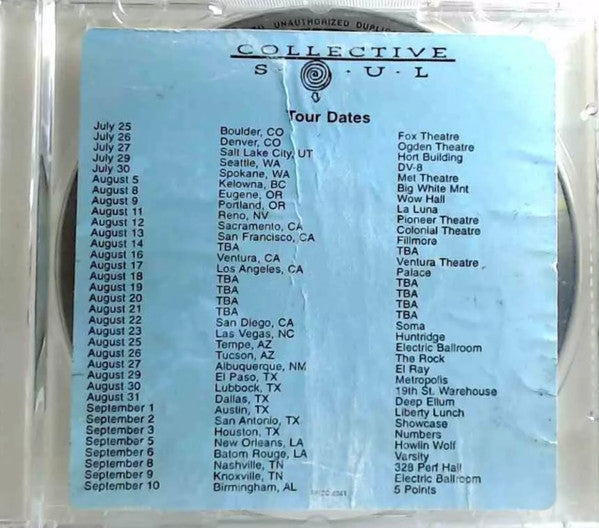 UNAUTHORIZED
COLLECTIVE
S·O·U·L
Tour Dates
July 25 Boulder, CO Fox Theatre
July 26 Denver, CO Ogden Theatre
July 27 Salt Lake City, UT Hort Building
July 29 Seattle, WA DV-8
July 30 Spokane, WA Met Theatre
August 5 Kelowna, BC Big White Mnt
August 8 Eugene, OR Wow Hall
August 9 Portland, OR La Luna
August 11 Reno, NV Pioneer Theatre
August 12 Sacramento, CA Colonial Theatre
August 13 San Francisco, CA Fillmore
August 14 TBA TBA
August 16 Ventura, CA Ventura Theatre
August 17 Los Angeles, CA Palace
August 18 TBA TBA
August 19 TBA TBA
August 20 TBA TBA
August 21 TBA TBA
August 22 San Diego, CA Soma
August 23 Las Vegas, NC Huntridge
August 25 Tempe, AZ Electric Ballroom
August 26 Tucson, AZ The Rock
August 27 Albuquerque, NM El Ray
August 29 El Paso, TX Metropolis
August 30 Lubbock, TX 19th St. Warehouse
August 31 Dallas, TX Deep Ellum
September 1 Austin, TX Liberty Lunch
September 2 San Antonio, TX Showcase
September 3 Houston, TX Numbers
September 5 New Orleans, LA Howlin Wolf
September 6 Batom Rouge, LA Varsity
September 8 Nashville, TN 328 Perf Hall
September 9 Knoxville, TN Electric Ballroom
September 10 Birmingham, AL 5 Points